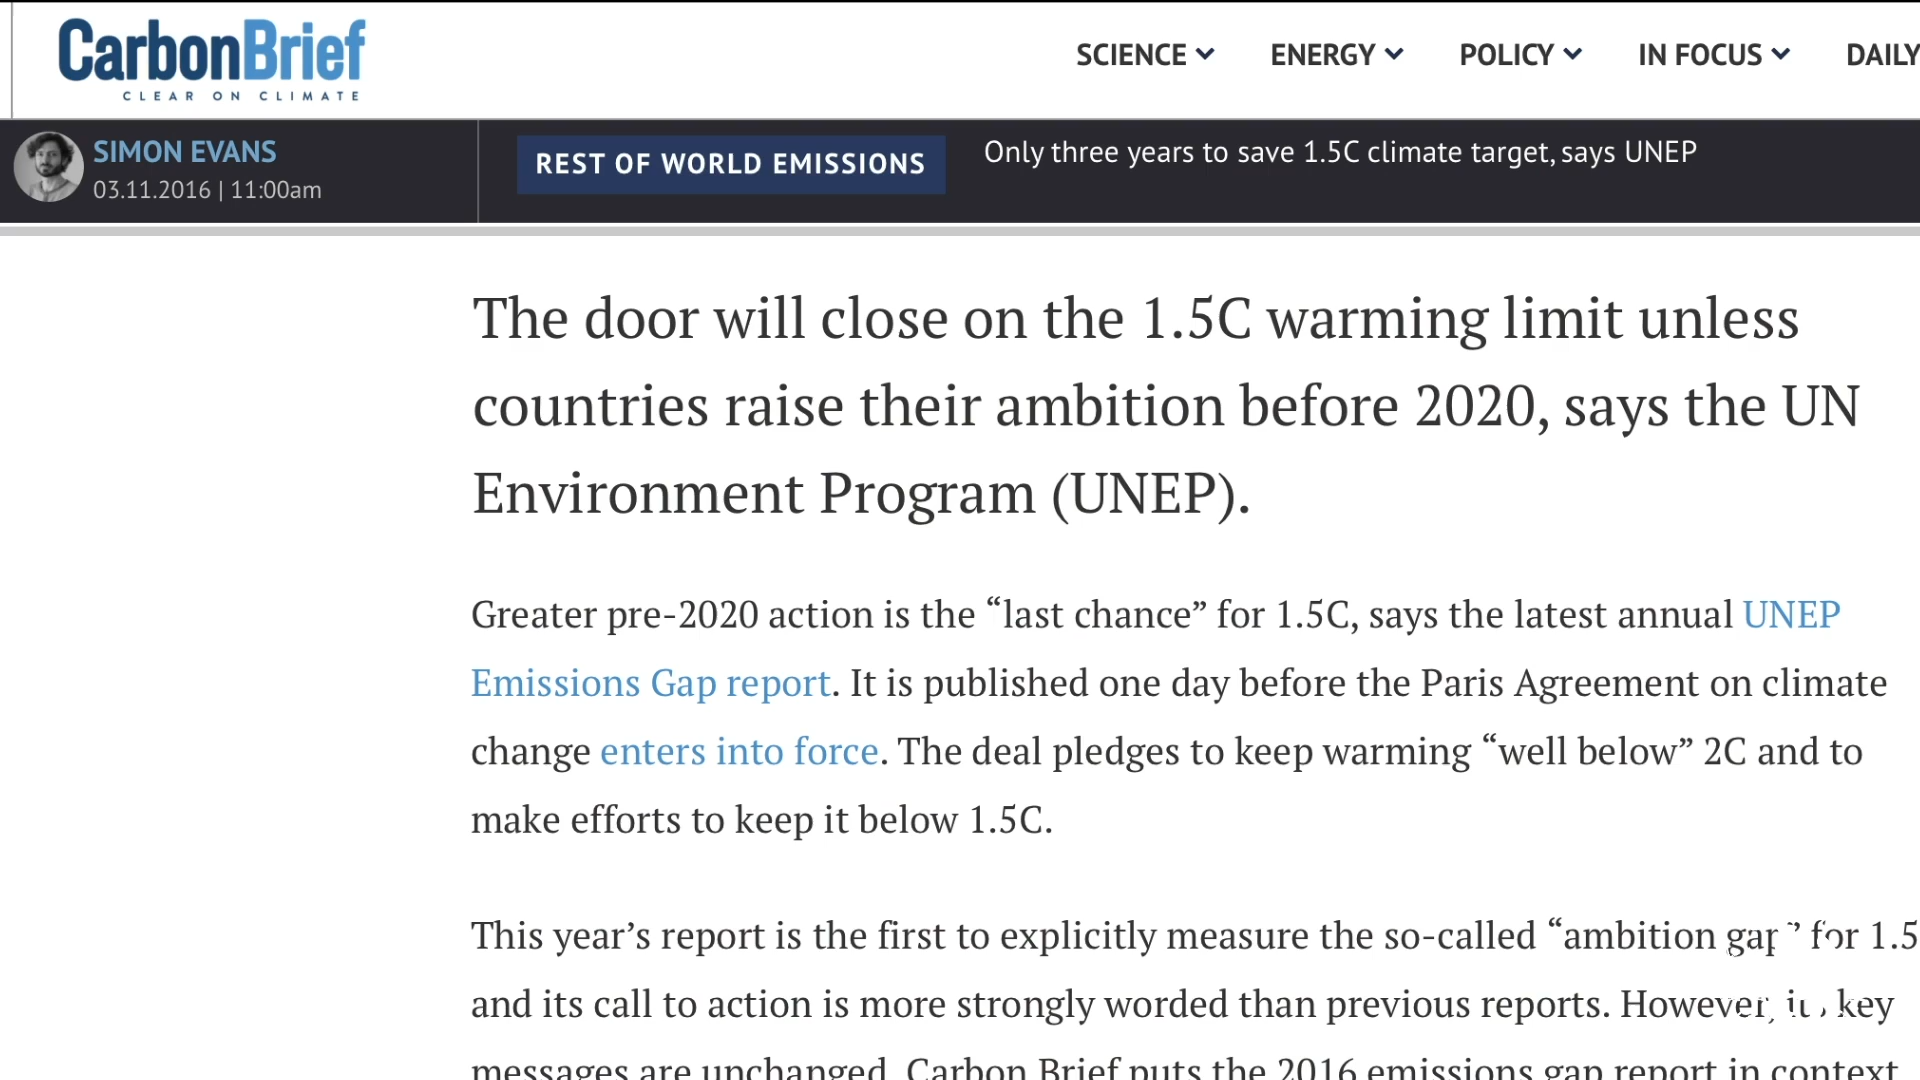 CarbonBrief
CLEAR ON CLIMATE
SCIENCE ENERGY POLICY IN FOCUS DAILY
SIMON EVANS
03.11.2016 | 11:00am
REST OF WORLD EMISSIONS
Only three years to save 1.5C climate target, says UNEP
The door will close on the 1.5C warming limit unless
countries raise their ambition before 2020, says the UN
Environment Program (UNEP).
Greater pre-2020 action is the “last chance” for 1.5C, says the latest annual UNEP
Emissions Gap report. It is published one day before the Paris Agreement on climate
change enters into force. The deal pledges to keep warming “well below” 2C and to
make efforts to keep it below 1.5C.
This year’s report is the first to explicitly measure the so-called “ambition gap” for 1.5
and its call to action is more strongly worded than previous reports. However, key
messages are unchanged. Carbon Brief puts the 2016 emissions gap report in context